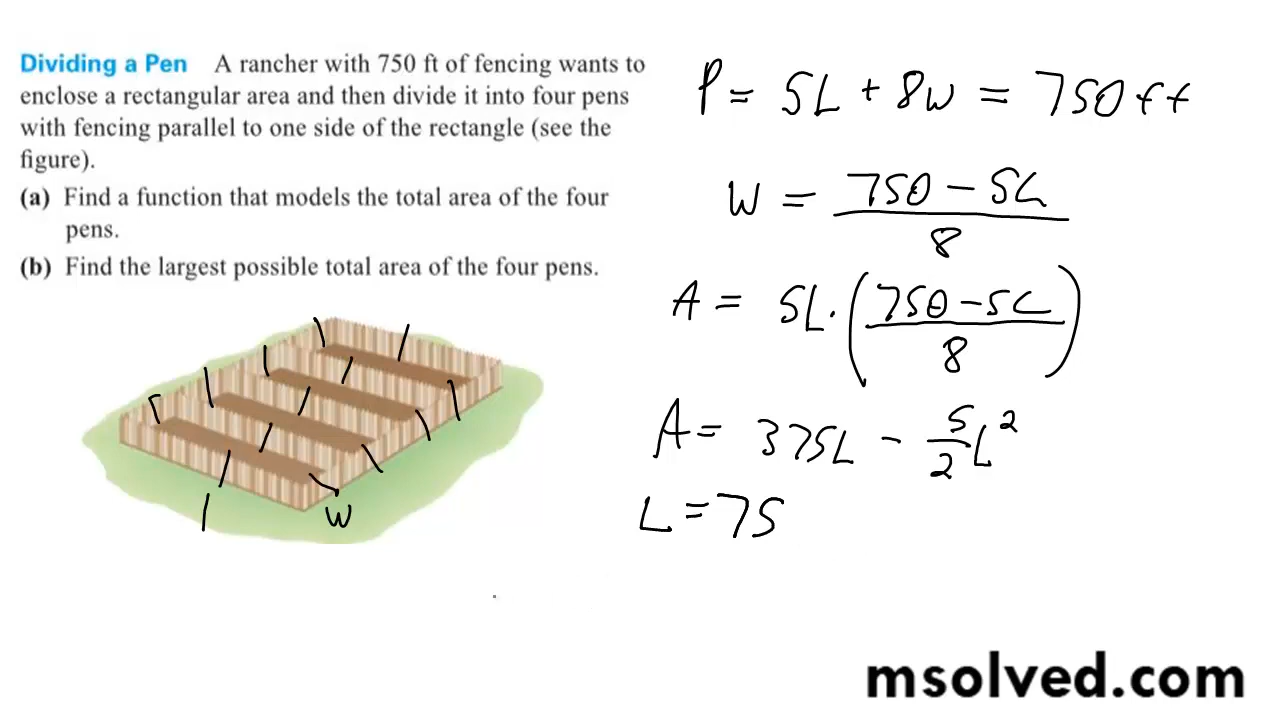 Dividing a Pen A rancher with 750 ft of fencing wants to
enclose a rectangular area and then divide it into four pens
with fencing parallel to one side of the rectangle (see the
figure).
(a) Find a function that models the total area of the four
pens.
(b) Find the largest possible total area of the four pens.
W
P = 5L + 8W = 750ft
W = (750 - 5L)/8
A = 5L · ((750 - 5L)/8)
A = 375L - 5/2 L²
L = 75
msolved.com